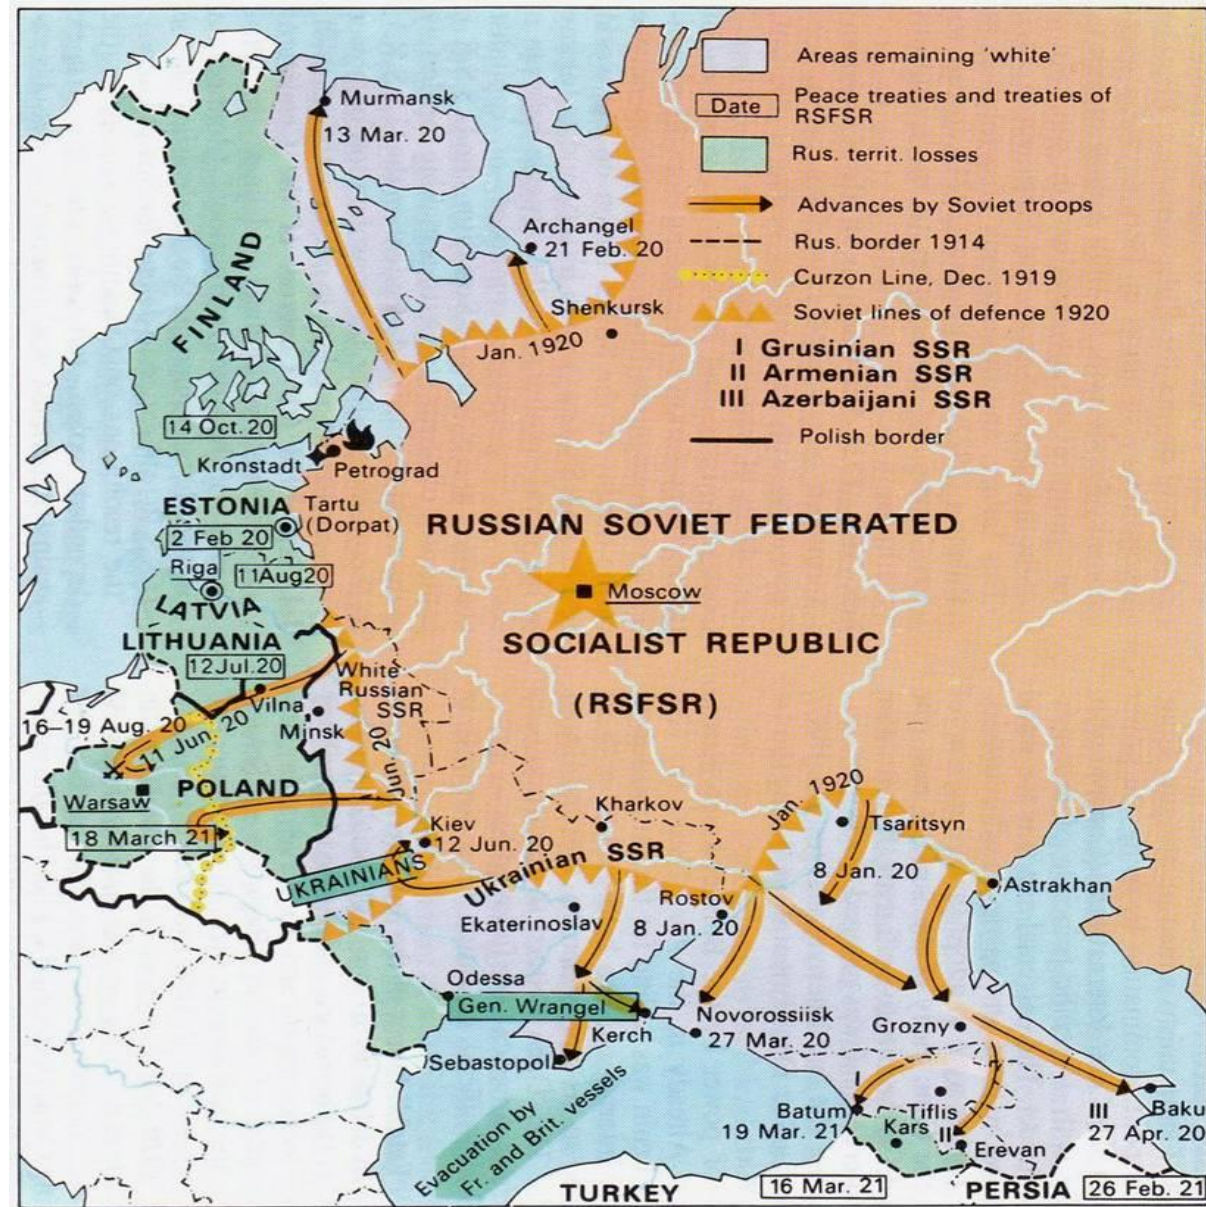 Areas remaining 'white'
Date
Peace treaties and treaties of
RSFSR
Rus. territ. losses
Advances by Soviet troops
Rus. border 1914
Curzon Line, Dec. 1919
Soviet lines of defence 1920
I Grusinian SSR
II Armenian SSR
III Azerbaijani SSR
Polish border
Murmansk
13 Mar. 20
Archangel
21 Feb. 20
Shenkursk
Jan. 1920
FINLAND
14 Oct. 20
Kronstadt
Petrograd
ESTONIA
Tartu
(Dorpat)
2 Feb 20
Riga
11Aug20
LATVIA
LITHUANIA
12Jul.20
RUSSIAN SOVIET FEDERATED
Moscow
SOCIALIST REPUBLIC
(RSFSR)
White
Russian
SSR
Vilna
Minsk
16–19 Aug. 20
11 Jun. 20
Jun. 20
POLAND
Warsaw
18 March 21
Kiev
12 Jun. 20
UKRAINIANS
Ukrainian SSR
Kharkov
Jan. 1920
Tsaritsyn
8 Jan. 20
Astrakhan
Ekaterinoslav
Rostov
8 Jan. 20
Odessa
Gen. Wrangel
Kerch
Sebastopol
Novorossiisk
27 Mar. 20
Grozny
Evacuation by
Fr. and Brit. vessels
I
Batum
19 Mar. 21
Tiflis
Kars
II
Erevan
III
Baku
27 Apr. 20
TURKEY
16 Mar. 21
PERSIA
26 Feb. 21